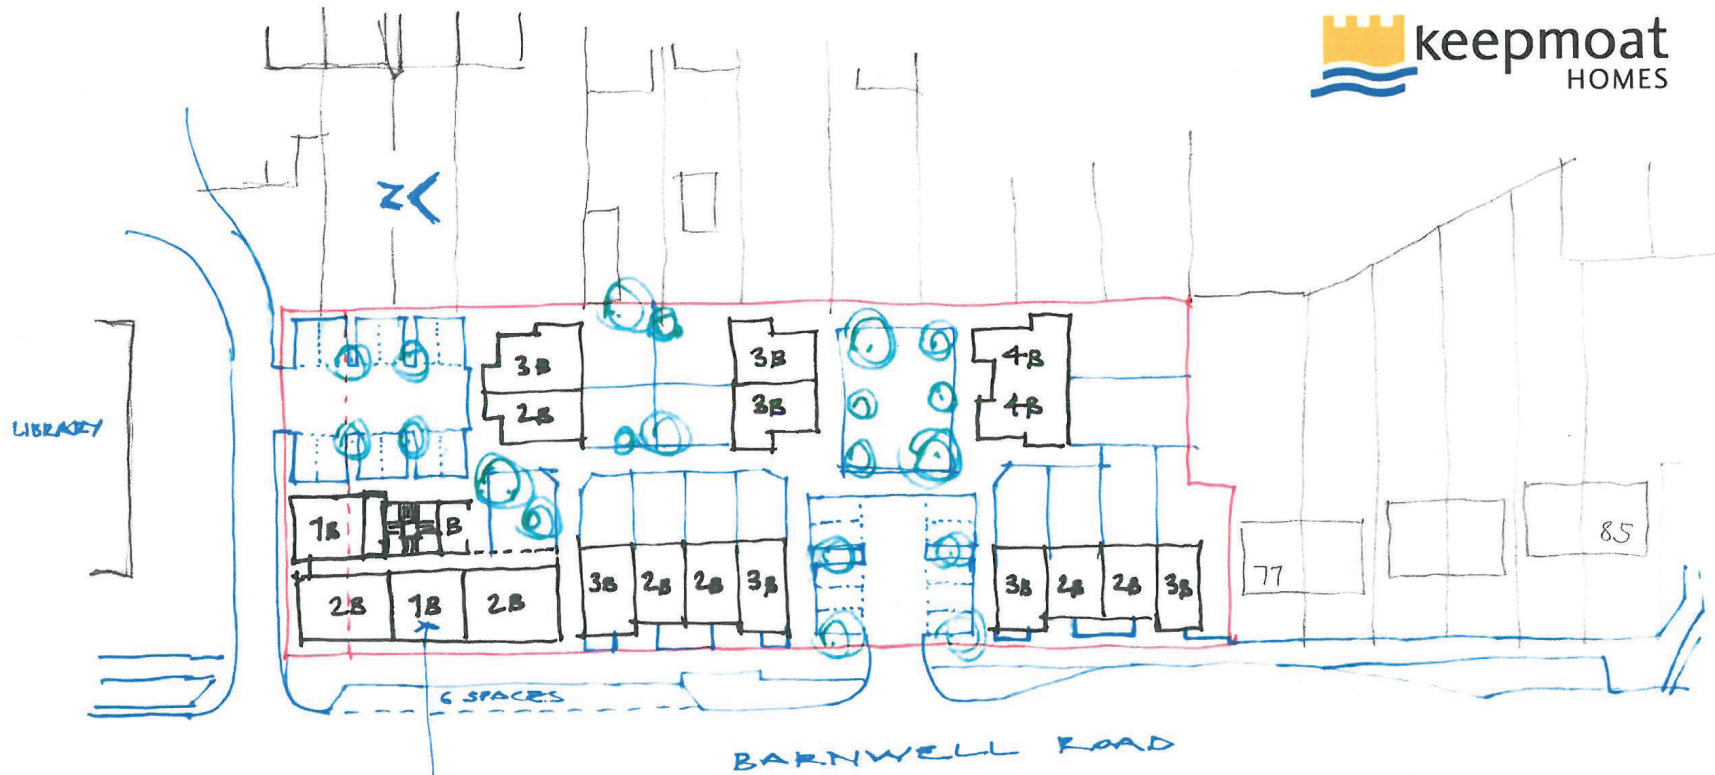 keepmoat
HOMES
Z
3B
3B
4B
2B
3B
4B
LIBRARY
1B
B
3B
2B
2B
3B
3B
2B
2B
3B
2B
1B
2B
77
85
6 SPACES
BARNWELL ROAD